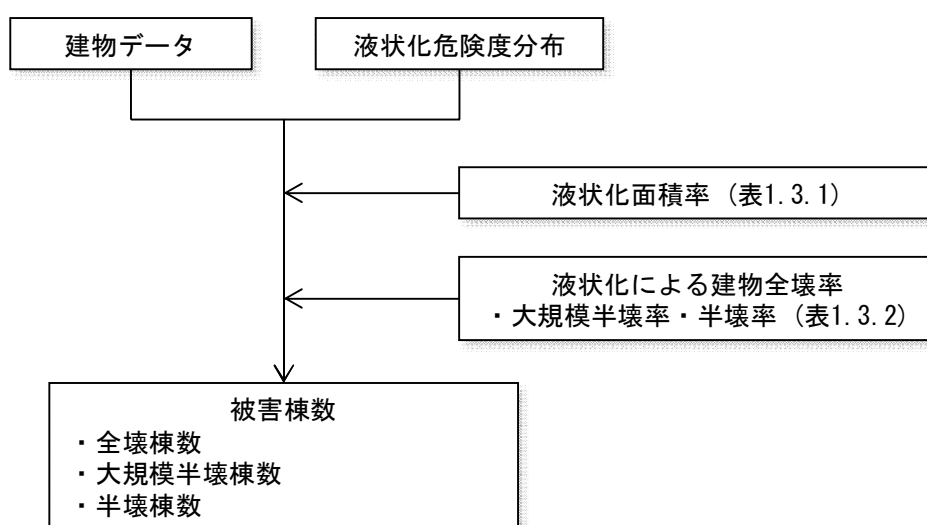 建物データ
液状化危険度分布
液状化面積率 (表1.3.1)
液状化による建物全壊率
・大規模半壊率・半壊率 (表1.3.2)
被害棟数
・全壊棟数
・大規模半壊棟数
・半壊棟数